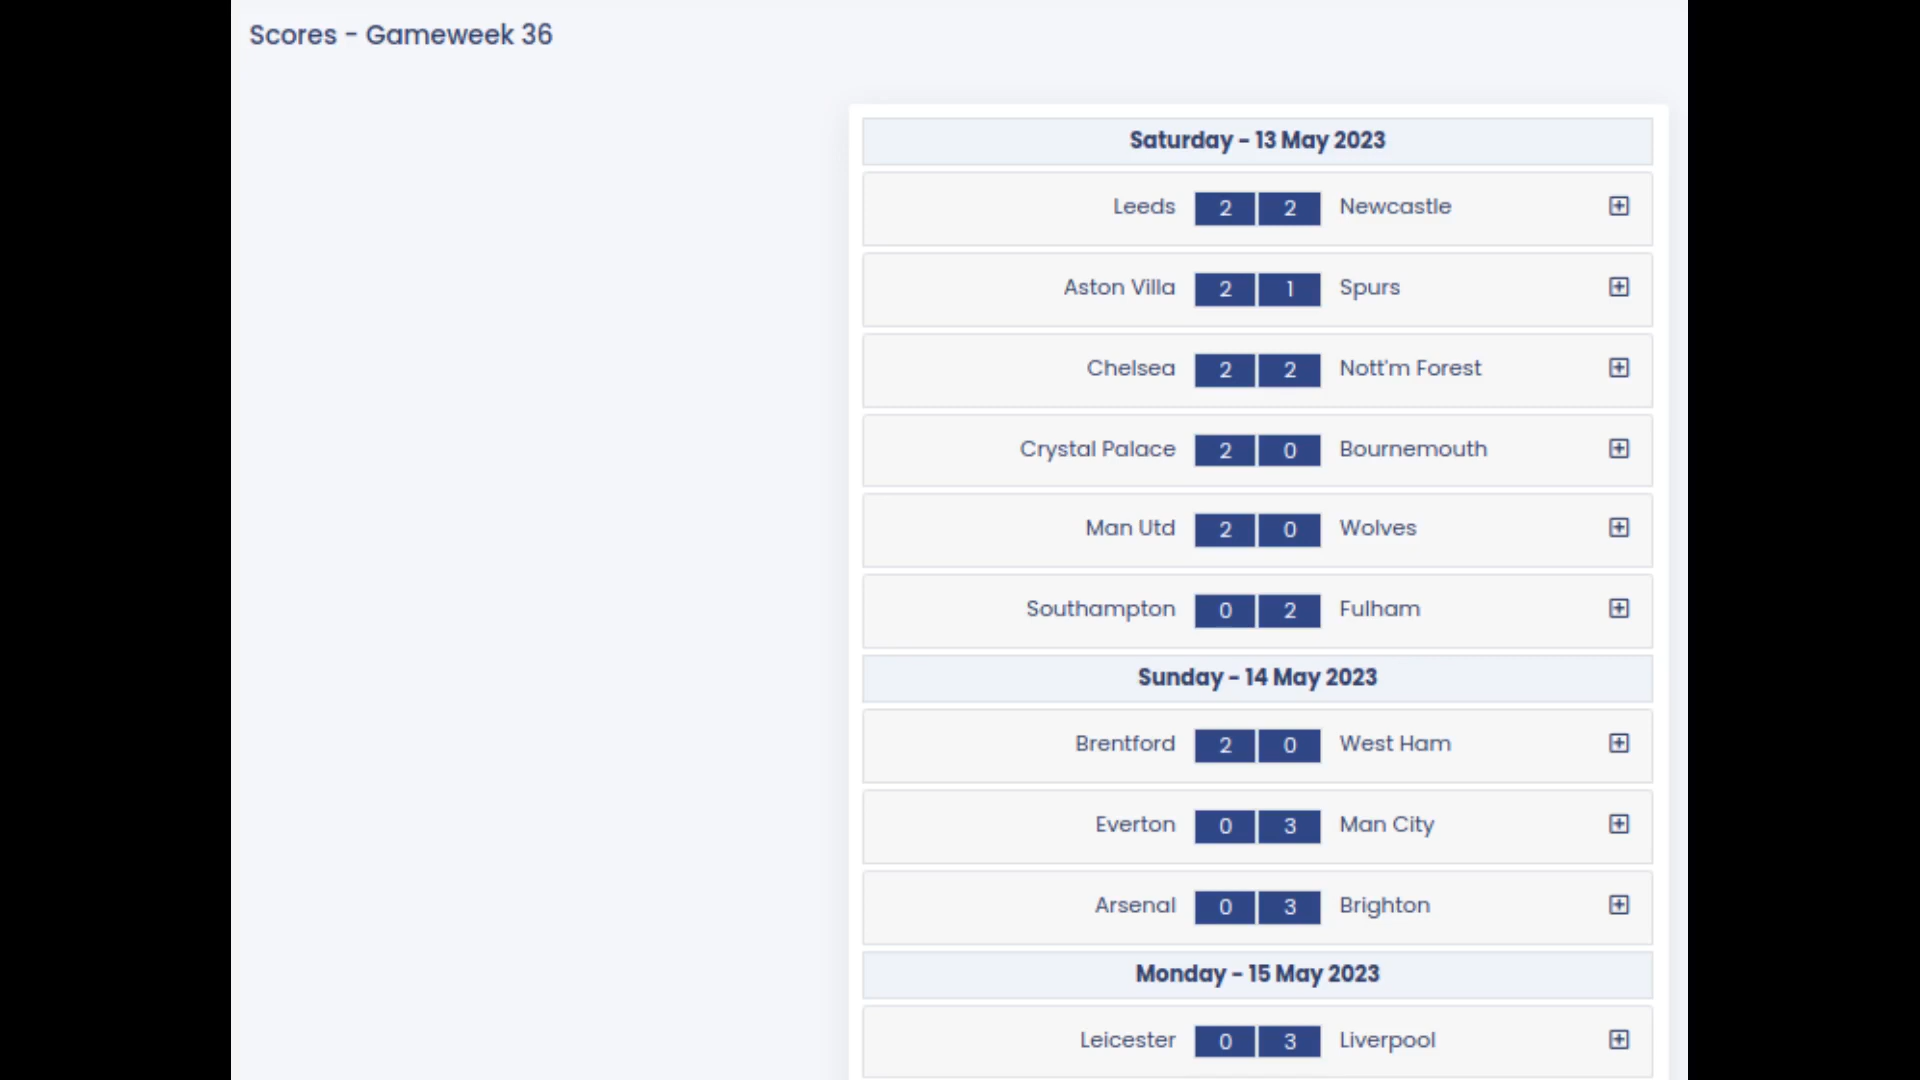 Scores - Gameweek 36
Saturday - 13 May 2023
Leeds 2 2 Newcastle
Aston Villa 2 1 Spurs
Chelsea 2 2 Nott'm Forest
Crystal Palace 2 0 Bournemouth
Man Utd 2 0 Wolves
Southampton 0 2 Fulham
Sunday - 14 May 2023
Brentford 2 0 West Ham
Everton 0 3 Man City
Arsenal 0 3 Brighton
Monday - 15 May 2023
Leicester 0 3 Liverpool